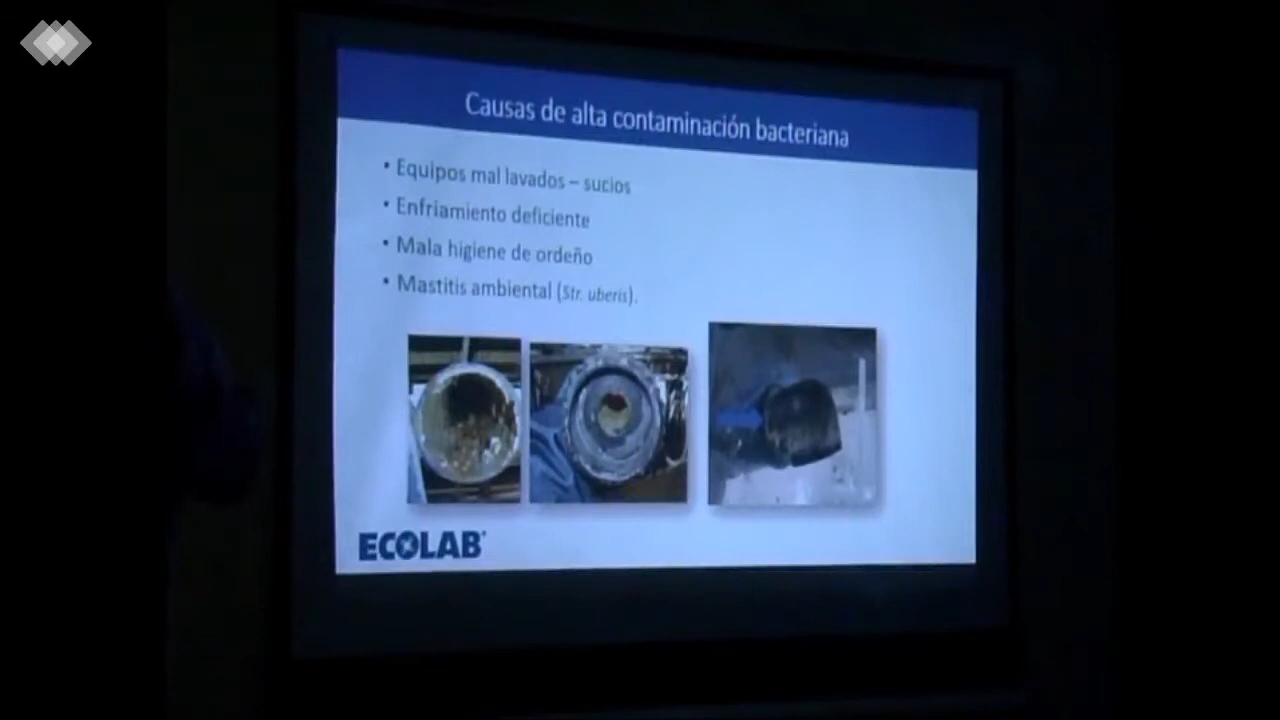 Causas de alta contaminación bacteriana
• Equipos mal lavados – sucios
• Enfriamiento deficiente
• Mala higiene de ordeño
• Mastitis ambiental (Str. uberis).
ECOLAB®